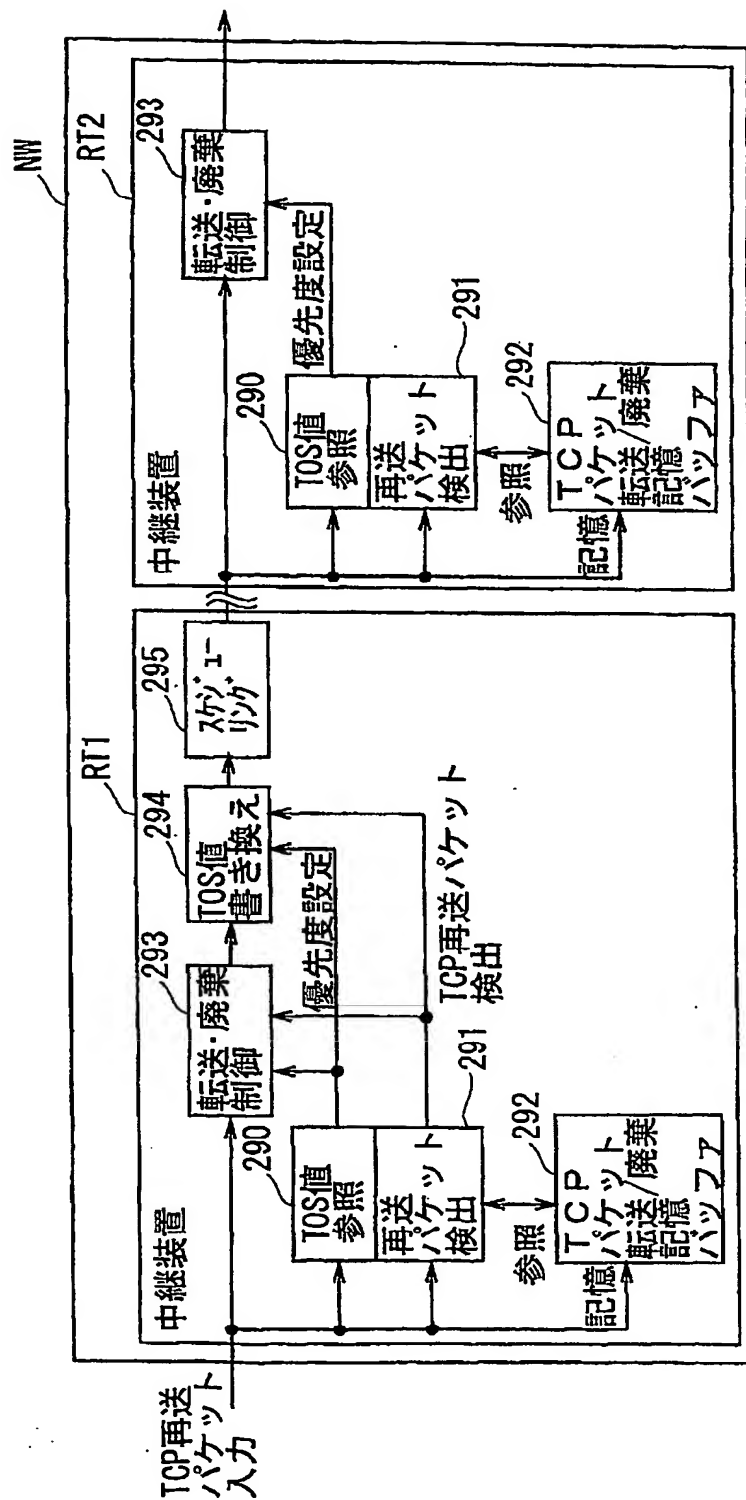 NW
RT1
RT2
TCP再送
パケット
入力
中継装置
293
転送・廃棄
制御
294
TOS値
書き換え
295
スケジュー
リング
優先度設定
290
TOS値
参照
291
再送
パケット
検出
TCP再送パケット
検出
参照
記憶
292
TCP
パケット
転送/廃棄
記憶
バッファ
中継装置
293
転送・廃棄
制御
優先度設定
290
TOS値
参照
291
再送
パケット
検出
参照
記憶
292
TCP
パケット
転送/廃棄
記憶
バッファ